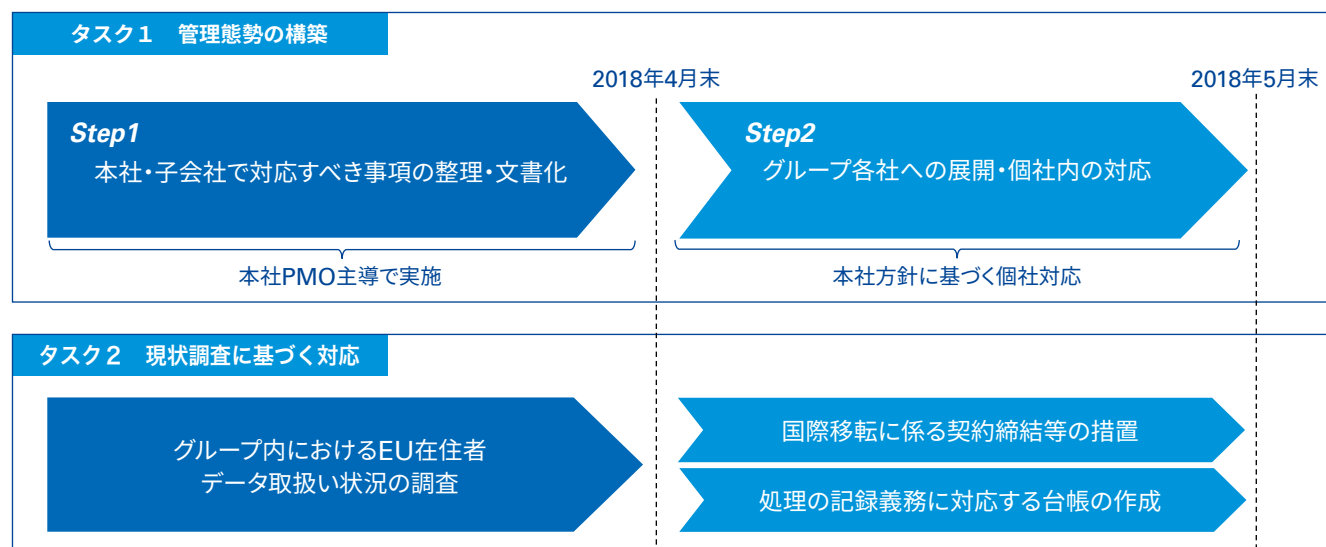 タスク１　管理態勢の構築
2018年4月末
2018年5月末
Step1
本社・子会社で対応すべき事項の整理・文書化
Step2
グループ各社への展開・個社内の対応
本社PMO主導で実施
本社方針に基づく個社対応
タスク２　現状調査に基づく対応
グループ内におけるEU在住者
データ取扱い状況の調査
国際移転に係る契約締結等の措置
処理の記録義務に対応する台帳の作成